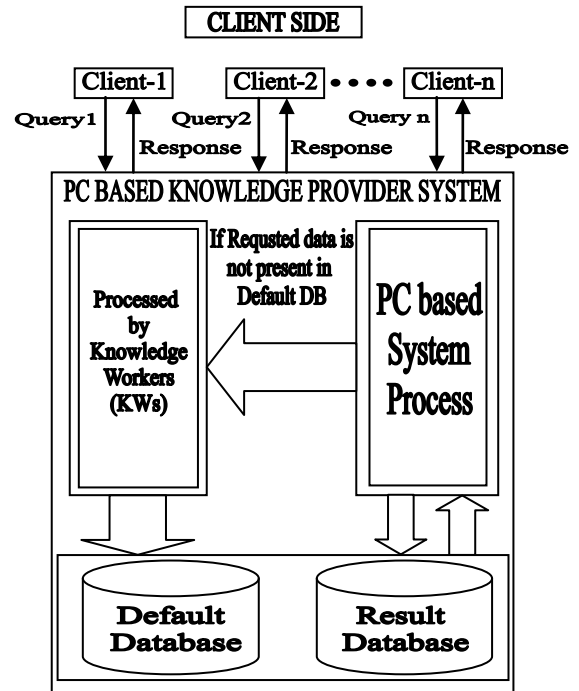 CLIENT SIDE
Client-1
Client-2
Client-n
Query1
Query2
Query n
Response
Response
Response
PC BASED KNOWLEDGE PROVIDER SYSTEM
If Requsted data is
not present in
Default DB
Processed
by
Knowledge
Workers
(KWs)
PC based
System
Process
Default
Database
Result
Database